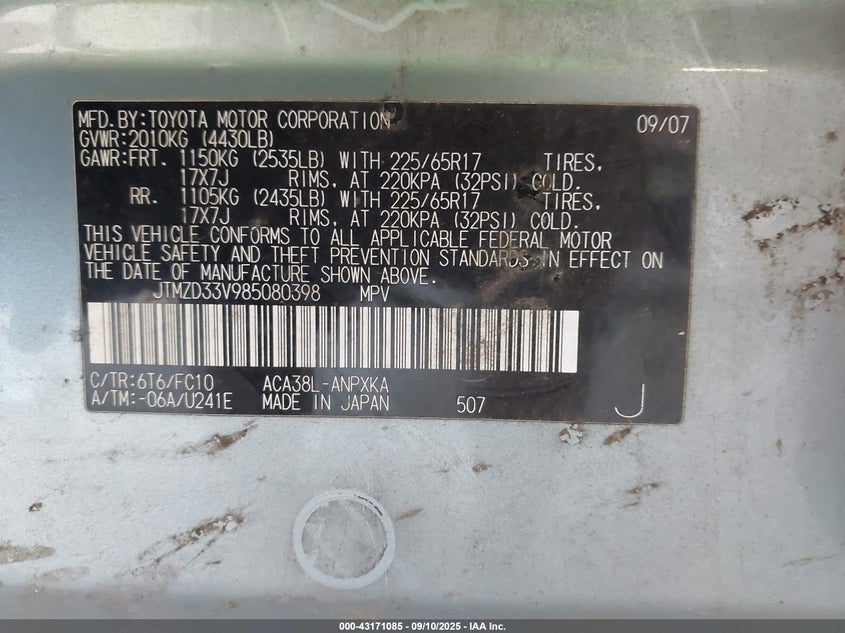 MFD.BY:TOYOTA MOTOR CORPORATION 09/07
GVWR:2010KG (4430LB)
GAWR:FRT. 1150KG (2535LB) WITH 225/65R17 TIRES,
17X7J RIMS, AT 220KPA (32PSI) COLD.
RR. 1105KG (2435LB) WITH 225/65R17 TIRES,
17X7J RIMS, AT 220KPA (32PSI) COLD.
THIS VEHICLE CONFORMS TO ALL APPLICABLE FEDERAL MOTOR
VEHICLE SAFETY AND THEFT PREVENTION STANDARDS IN EFFECT ON
THE DATE OF MANUFACTURE SHOWN ABOVE.
JTMZD33V985080398 MPV
C/TR:6T6/FC10 ACA38L-ANPXKA
A/TM:-06A/U241E MADE IN JAPAN 507 J
000-43171085 - 09/10/2025 - IAA Inc.